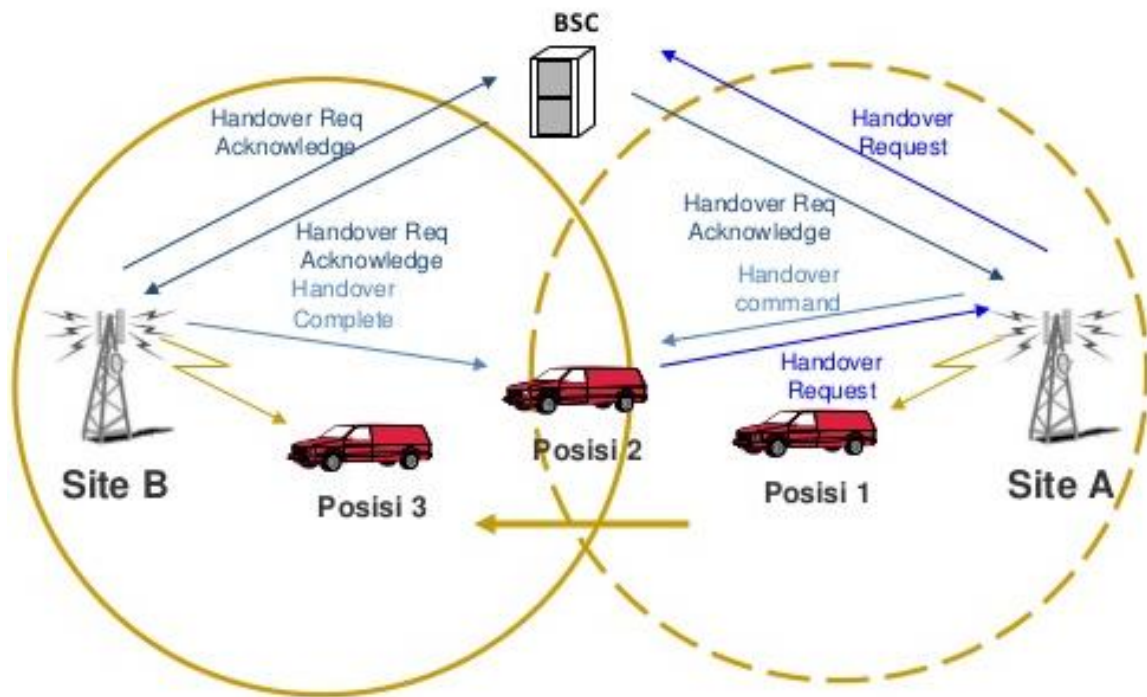 BSC
Handover Req
Acknowledge
Handover
Request
Handover Req
Acknowledge
Handover Req
Acknowledge
Handover
Complete
Handover
command
Handover
Request
Posisi 2
Site B
Posisi 3
Posisi 1
Site A